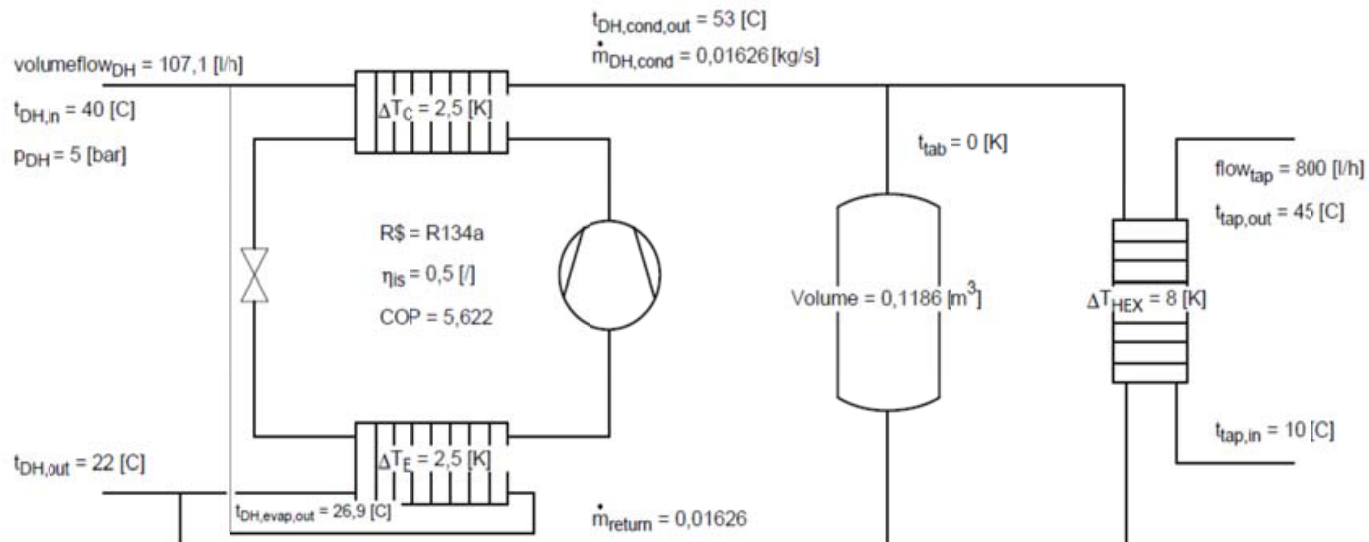 t_DH,cond,out = 53 [C]
volumeflow_DH = 107,1 [l/h]
ṁ_DH,cond = 0,01626 [kg/s]
t_DH,in = 40 [C]
ΔT_C = 2,5 [K]
p_DH = 5 [bar]
t_tab = 0 [K]
flow_tap = 800 [l/h]
t_tap,out = 45 [C]
R$ = R134a
η_is = 0,5 [/]
COP = 5,622
Volume = 0,1186 [m³]
ΔT_HEX = 8 [K]
t_tap,in = 10 [C]
t_DH,out = 22 [C]
ΔT_E = 2,5 [K]
t_DH,evap,out = 26,9 [C]
ṁ_return = 0,01626